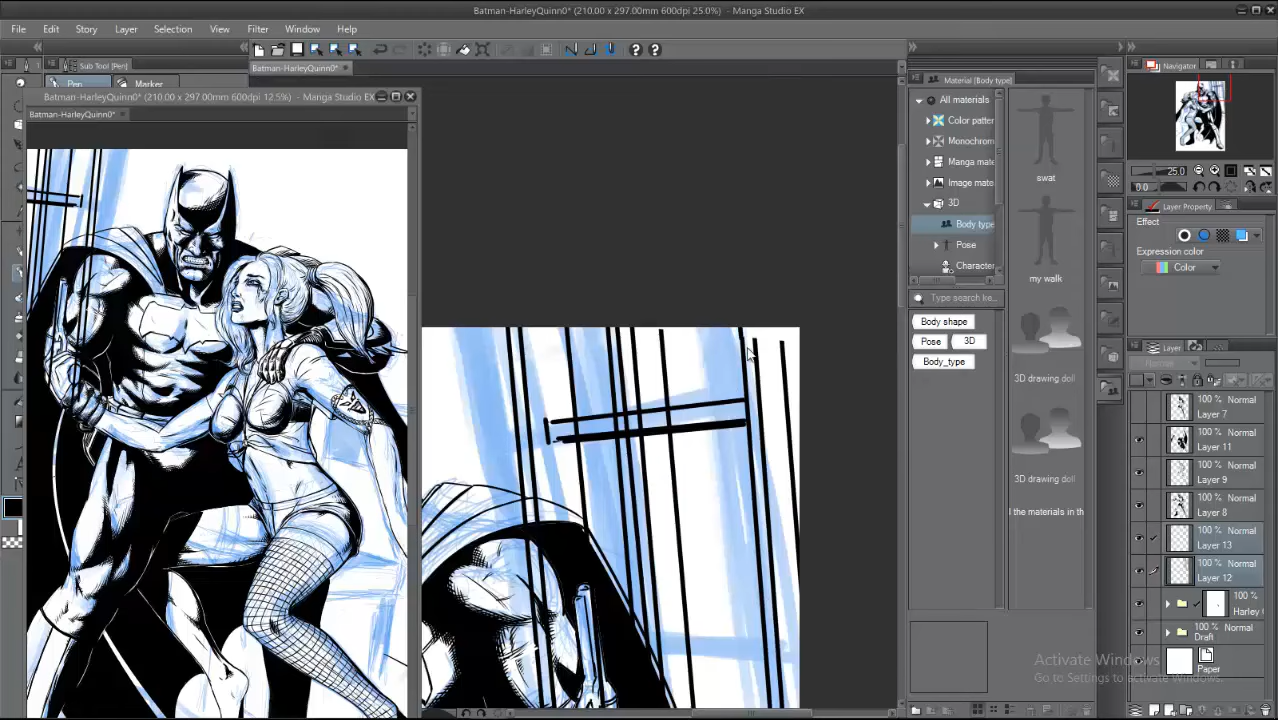 Batman-HarleyQuinn0* (210.00 x 297.00mm 600dpi 25.0%) - Manga Studio EX
File Edit Story Layer Selection View Filter Window Help
Sub Tool [Pen]
Batman-HarleyQuinn0*
Pen Marker
Batman-HarleyQuinn0* (210.00 x 297.00mm 600dpi 12.5%) - Manga Studio EX
Batman-HarleyQuinn0*
Material [Body type]
All materials
Color patter
Monochrom
Manga mate
Image mate
3D
Body type
Pose
Character
Type search ke...
Body shape
Pose 3D
Body_type
swat
my walk
3D drawing doll
3D drawing doll
l the materials in th
Navigator
25.0
0.0
Layer Property
Effect
Expression color
Color
Layer
Normal
100 % Normal
Layer 7
100 % Normal
Layer 11
100 % Normal
Layer 9
100 % Normal
Layer 8
100 % Normal
Layer 13
100 % Normal
Layer 12
100 %
Harley
100 % Normal
Draft
Paper
Activate Windows
Go to Settings to activate Windows.